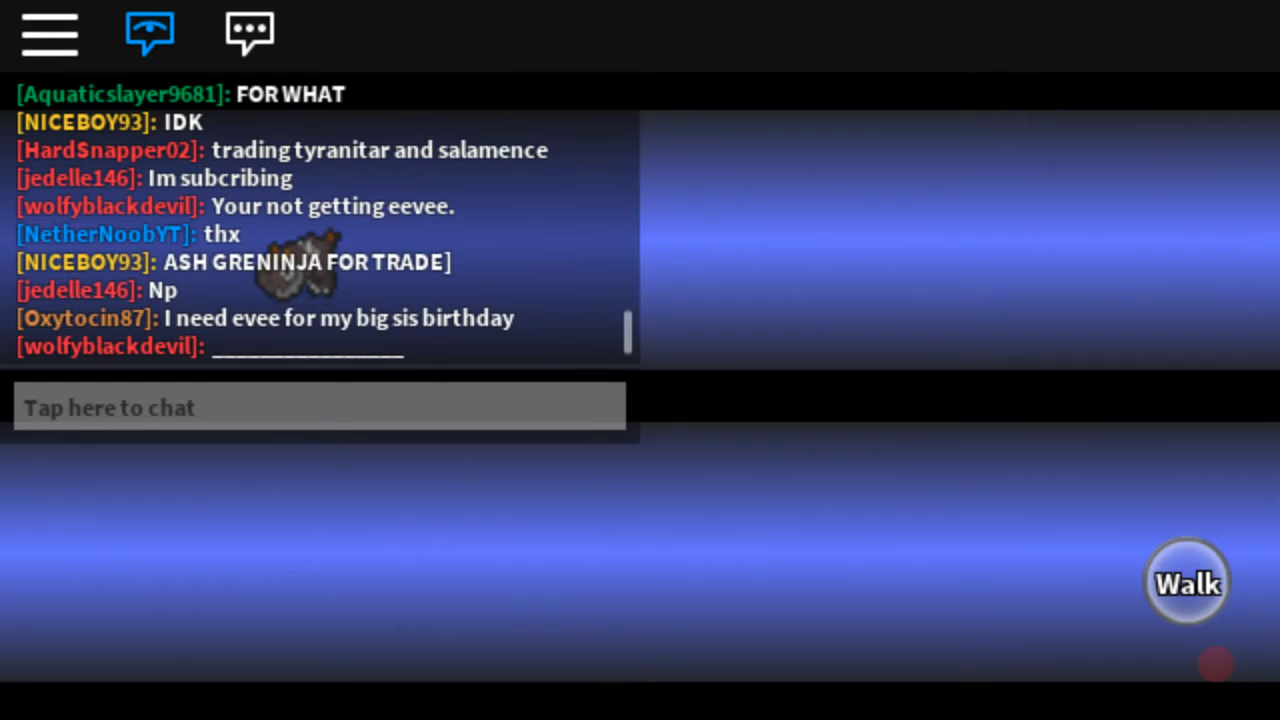 [Aquaticslayer9681]: FOR WHAT
[NICEBOY93]: IDK
[HardSnapper02]: trading tyranitar and salamence
[jedelle146]: Im subcribing
[wolfyblackdevil]: Your not getting eevee.
[NetherNoobYT]: thx
[NICEBOY93]: ASH GRENINJA FOR TRADE]
[jedelle146]: Np
[Oxytocin87]: I need evee for my big sis birthday
[wolfyblackdevil]: ________________
Tap here to chat
Walk